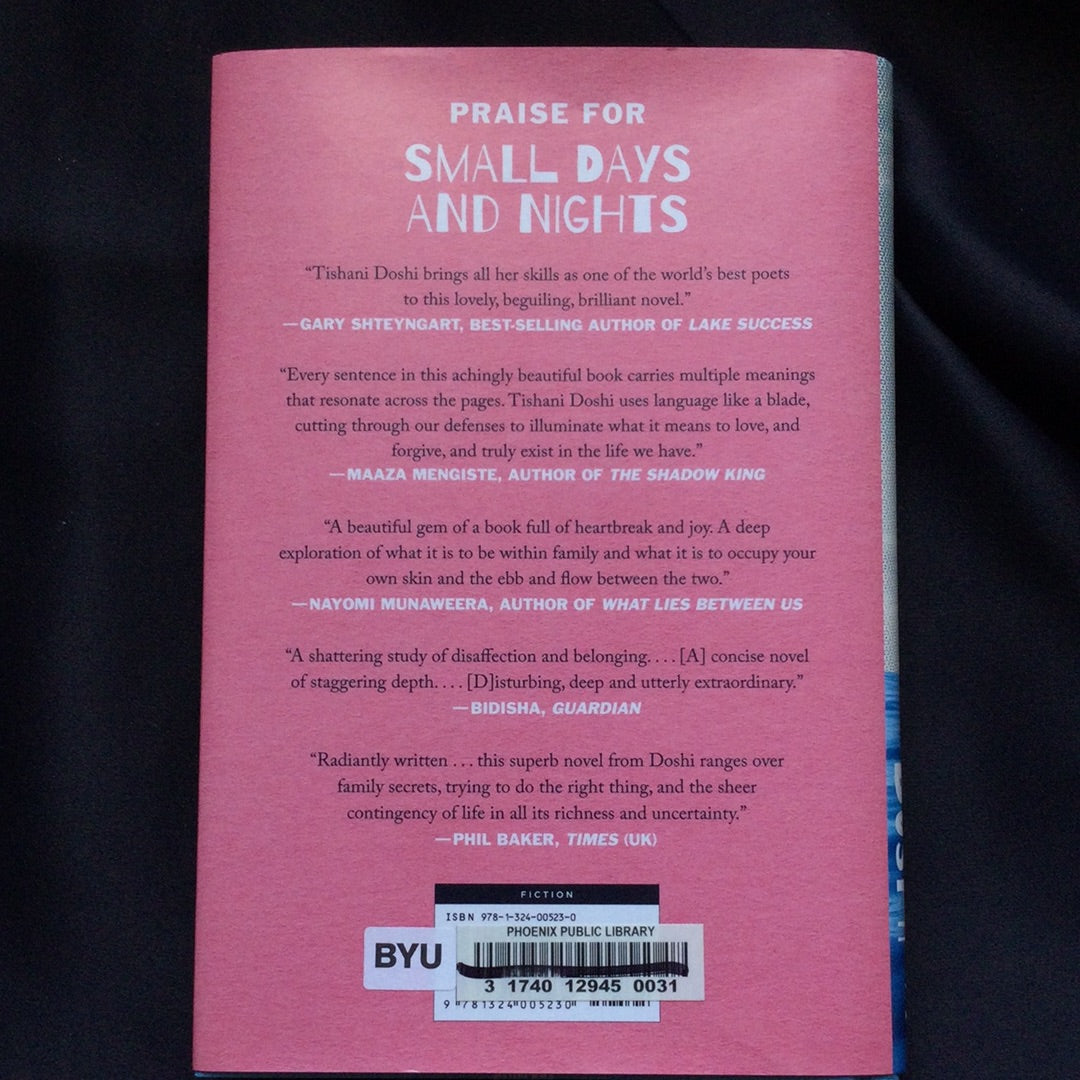 PRAISE FOR
SMALL DAYS
AND NIGHTS
“Tishani Doshi brings all her skills as one of the world’s best poets
to this lovely, beguiling, brilliant novel.”
—GARY SHTEYNGART, BEST-SELLING AUTHOR OF LAKE SUCCESS
“Every sentence in this achingly beautiful book carries multiple meanings
that resonate across the pages. Tishani Doshi uses language like a blade,
cutting through our defenses to illuminate what it means to love, and
forgive, and truly exist in the life we have.”
—MAAZA MENGISTE, AUTHOR OF THE SHADOW KING
“A beautiful gem of a book full of heartbreak and joy. A deep
exploration of what it is to be within family and what it is to occupy your
own skin and the ebb and flow between the two.”
—NAYOMI MUNAWEERA, AUTHOR OF WHAT LIES BETWEEN US
“A shattering study of disaffection and belonging. . . . [A] concise novel
of staggering depth. . . . [D]isturbing, deep and utterly extraordinary.”
—BIDISHA, GUARDIAN
“Radiantly written . . . this superb novel from Doshi ranges over
family secrets, trying to do the right thing, and the sheer
contingency of life in all its richness and uncertainty.”
—PHIL BAKER, TIMES (UK)
FICTION
ISBN 978-1-324-00523-0
PHOENIX PUBLIC LIBRARY
BYU
3 1740 12945 0031
9 781324 005230